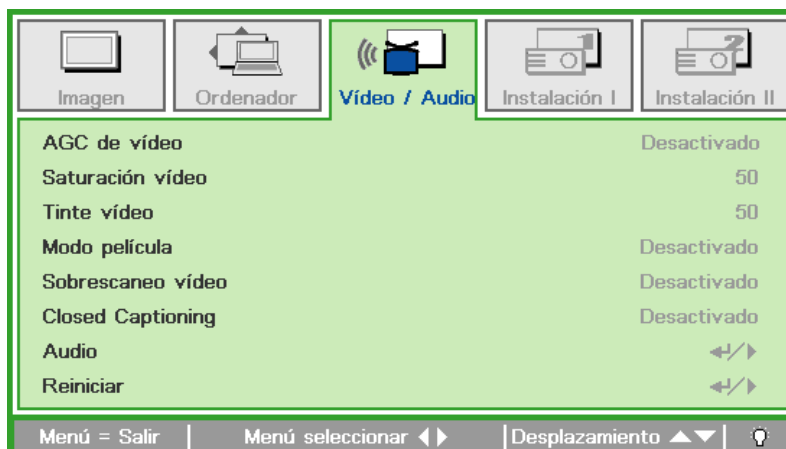 Imagen Ordenador Vídeo / Audio Instalación I Instalación II
AGC de vídeo Desactivado
Saturación vídeo 50
Tinte vídeo 50
Modo película Desactivado
Sobrescaneo vídeo Desactivado
Closed Captioning Desactivado
Audio
Reiniciar
Menú = Salir Menú seleccionar Desplazamiento